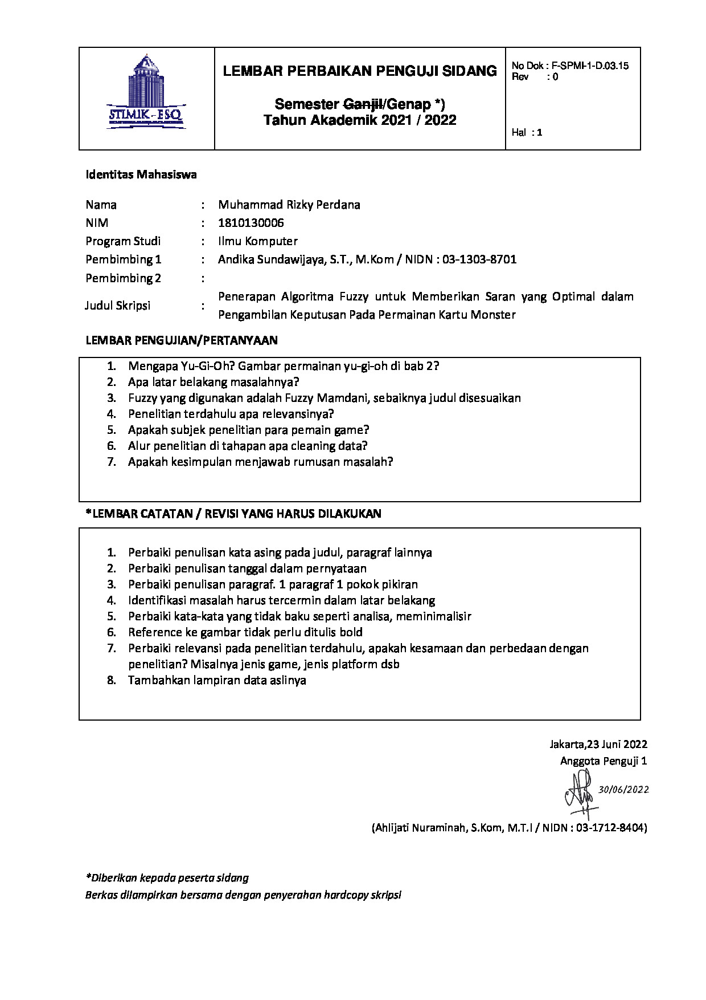 STIMIK - ESQ
LEMBAR PERBAIKAN PENGUJI SIDANG
Semester Ganjil/Genap *)
Tahun Akademik 2021 / 2022
No Dok : F-SPMI-1-D.03.15
Rev : 0
Hal : 1
Identitas Mahasiswa
Nama : Muhammad Rizky Perdana
NIM : 1810130006
Program Studi : Ilmu Komputer
Pembimbing 1 : Andika Sundawijaya, S.T., M.Kom / NIDN : 03-1303-8701
Pembimbing 2 :
Judul Skripsi : Penerapan Algoritma Fuzzy untuk Memberikan Saran yang Optimal dalam
Pengambilan Keputusan Pada Permainan Kartu Monster
LEMBAR PENGUJIAN/PERTANYAAN
1. Mengapa Yu-Gi-Oh? Gambar permainan yu-gi-oh di bab 2?
2. Apa latar belakang masalahnya?
3. Fuzzy yang digunakan adalah Fuzzy Mamdani, sebaiknya judul disesuaikan
4. Penelitian terdahulu apa relevansinya?
5. Apakah subjek penelitian para pemain game?
6. Alur penelitian di tahapan apa cleaning data?
7. Apakah kesimpulan menjawab rumusan masalah?
*LEMBAR CATATAN / REVISI YANG HARUS DILAKUKAN
1. Perbaiki penulisan kata asing pada judul, paragraf lainnya
2. Perbaiki penulisan tanggal dalam pernyataan
3. Perbaiki penulisan paragraf. 1 paragraf 1 pokok pikiran
4. Identifikasi masalah harus tercermin dalam latar belakang
5. Perbaiki kata-kata yang tidak baku seperti analisa, meminimalisir
6. Reference ke gambar tidak perlu ditulis bold
7. Perbaiki relevansi pada penelitian terdahulu, apakah kesamaan dan perbedaan dengan
penelitian? Misalnya jenis game, jenis platform dsb
8. Tambahkan lampiran data aslinya
Jakarta,23 Juni 2022
Anggota Penguji 1
30/06/2022
(Ahlijati Nuraminah, S.Kom, M.T.I / NIDN : 03-1712-8404)
*Diberikan kepada peserta sidang
Berkas dilampirkan bersama dengan penyerahan hardcopy skripsi